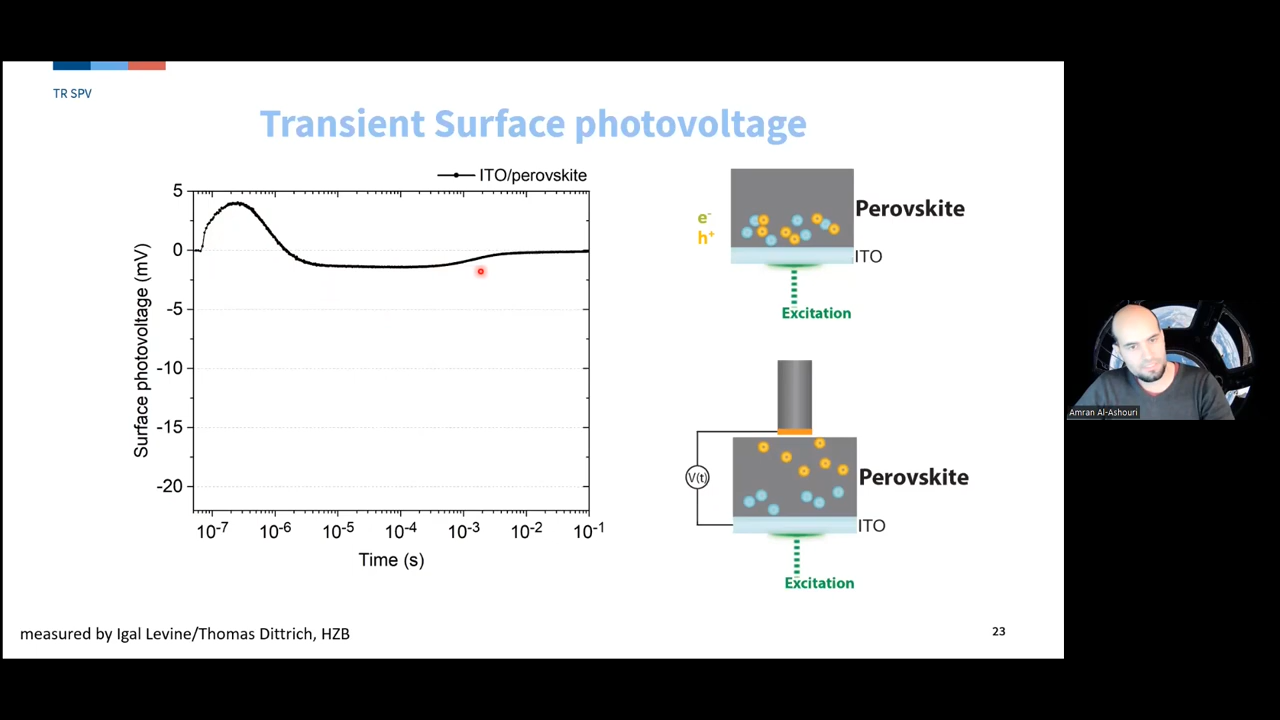 TR SPV
Transient Surface photovoltage
ITO/perovskite
5
0
-5
-10
-15
-20
Surface photovoltage (mV)
10⁻⁷
10⁻⁶
10⁻⁵
10⁻⁴
10⁻³
10⁻²
10⁻¹
Time (s)
e⁻
h⁺
Perovskite
ITO
Excitation
V(t)
Perovskite
ITO
Excitation
measured by Igal Levine/Thomas Dittrich, HZB
23
Amran Al-Ashouri